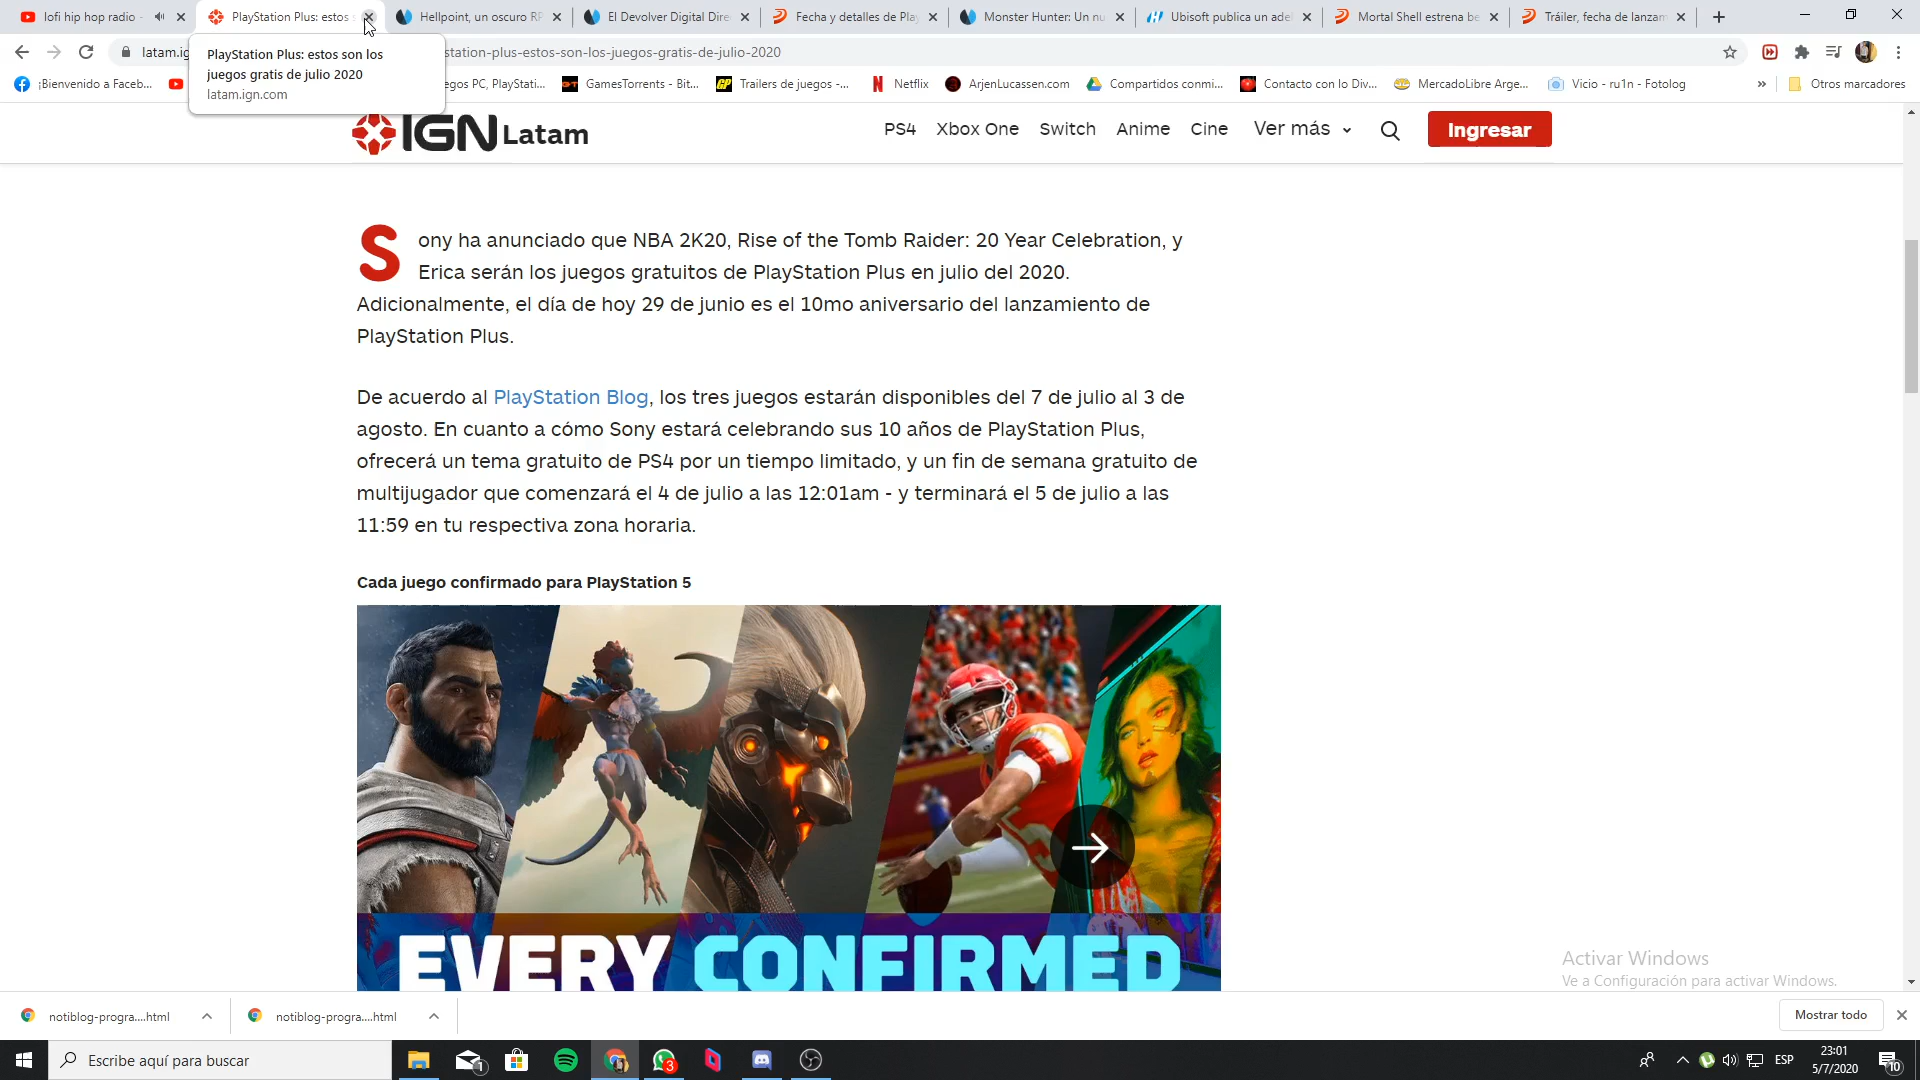 lofi hip hop radio -
PlayStation Plus: estos s
Hellpoint, un oscuro RP
El Devolver Digital Dire
Fecha y detalles de Play
Monster Hunter: Un nu
Ubisoft publica un adel
Mortal Shell estrena be
Tráiler, fecha de lanzam
latam.ig
station-plus-estos-son-los-juegos-gratis-de-julio-2020
PlayStation Plus: estos son los
juegos gratis de julio 2020
latam.ign.com
¡Bienvenido a Faceb...
egos PC, PlayStati...
GamesTorrents - Bit...
Trailers de juegos -...
Netflix
ArjenLucassen.com
Compartidos conmi...
Contacto con lo Div...
MercadoLibre Arge...
Vicio - ru1n - Fotolog
»
Otros marcadores
IGN Latam
PS4
Xbox One
Switch
Anime
Cine
Ver más
Ingresar
Sony ha anunciado que NBA 2K20, Rise of the Tomb Raider: 20 Year Celebration, y
Erica serán los juegos gratuitos de PlayStation Plus en julio del 2020.
Adicionalmente, el día de hoy 29 de junio es el 10mo aniversario del lanzamiento de
PlayStation Plus.
De acuerdo al PlayStation Blog, los tres juegos estarán disponibles del 7 de julio al 3 de
agosto. En cuanto a cómo Sony estará celebrando sus 10 años de PlayStation Plus,
ofrecerá un tema gratuito de PS4 por un tiempo limitado, y un fin de semana gratuito de
multijugador que comenzará el 4 de julio a las 12:01am - y terminará el 5 de julio a las
11:59 en tu respectiva zona horaria.
Cada juego confirmado para PlayStation 5
EVERY CONFIRMED
Activar Windows
Ve a Configuración para activar Windows.
notiblog-progra....html
notiblog-progra....html
Mostrar todo
Escribe aquí para buscar
1
3
ESP
23:01
5/7/2020
10